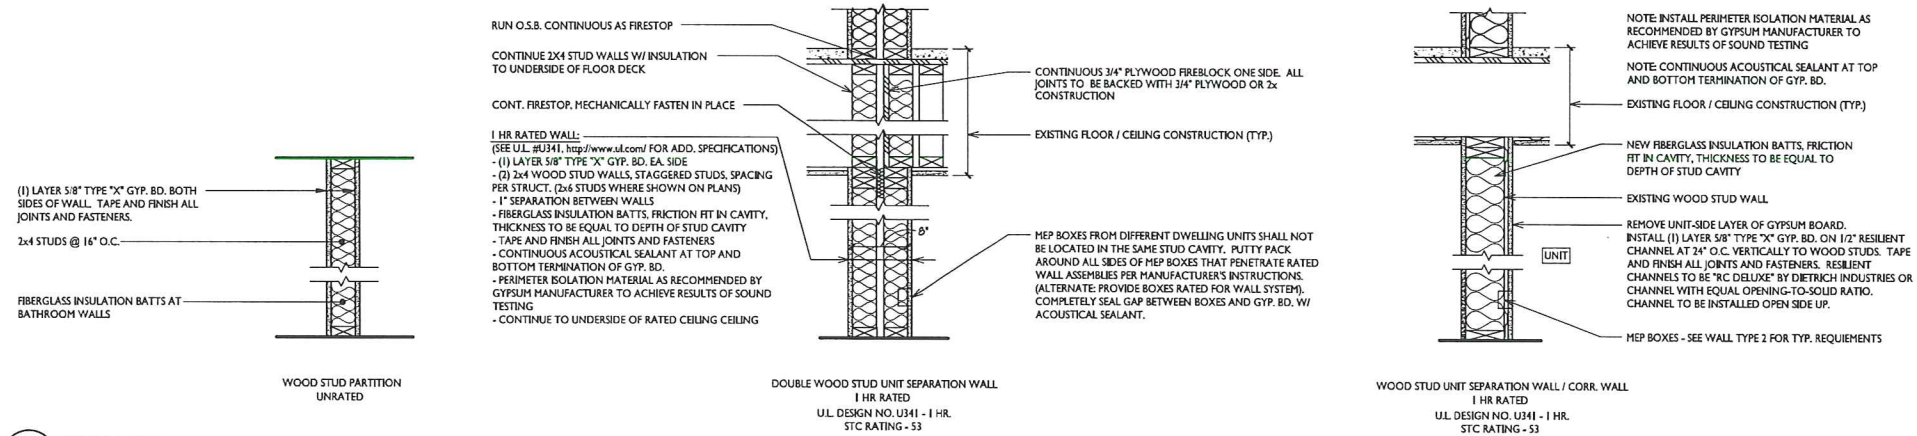 (1) LAYER 5/8" TYPE "X" GYP. BD. BOTH
SIDES OF WALL. TAPE AND FINISH ALL
JOINTS AND FASTENERS.
2x4 STUDS @ 16" O.C.
FIBERGLASS INSULATION BATTS AT
BATHROOM WALLS
WOOD STUD PARTITION
UNRATED
RUN O.S.B. CONTINUOUS AS FIRESTOP
CONTINUE 2X4 STUD WALLS W/ INSULATION
TO UNDERSIDE OF FLOOR DECK
CONT. FIRESTOP, MECHANICALLY FASTEN IN PLACE
1 HR RATED WALL:
(SEE U.L. #U341, http://www.ul.com/ FOR ADD. SPECIFICATIONS)
- (1) LAYER 5/8" TYPE "X" GYP. BD. EA. SIDE
- (2) 2x4 WOOD STUD WALLS, STAGGERED STUDS, SPACING
PER STRUCT. (2x6 STUDS WHERE SHOWN ON PLANS)
- 1" SEPARATION BETWEEN WALLS
- FIBERGLASS INSULATION BATTS, FRICTION FIT IN CAVITY,
THICKNESS TO BE EQUAL TO DEPTH OF STUD CAVITY
- TAPE AND FINISH ALL JOINTS AND FASTENERS
- CONTINUOUS ACOUSTICAL SEALANT AT TOP AND
BOTTOM TERMINATION OF GYP. BD.
- PERIMETER ISOLATION MATERIAL AS RECOMMENDED BY
GYPSUM MANUFACTURER TO ACHIEVE RESULTS OF SOUND
TESTING
- CONTINUE TO UNDERSIDE OF RATED CEILING CEILING
8"
CONTINUOUS 3/4" PLYWOOD FIREBLOCK ONE SIDE. ALL
JOINTS TO BE BACKED WITH 3/4" PLYWOOD OR 2x
CONSTRUCTION
EXISTING FLOOR / CEILING CONSTRUCTION (TYP.)
MEP BOXES FROM DIFFERENT DWELLING UNITS SHALL NOT
BE LOCATED IN THE SAME STUD CAVITY. PUTTY PACK
AROUND ALL SIDES OF MEP BOXES THAT PENETRATE RATED
WALL ASSEMBLIES PER MANUFACTURER'S INSTRUCTIONS.
(ALTERNATE: PROVIDE BOXES RATED FOR WALL SYSTEM).
COMPLETELY SEAL GAP BETWEEN BOXES AND GYP. BD. W/
ACOUSTICAL SEALANT.
DOUBLE WOOD STUD UNIT SEPARATION WALL
1 HR RATED
U.L. DESIGN NO. U341 - 1 HR.
STC RATING - 53
NOTE: INSTALL PERIMETER ISOLATION MATERIAL AS
RECOMMENDED BY GYPSUM MANUFACTURER TO
ACHIEVE RESULTS OF SOUND TESTING
NOTE: CONTINUOUS ACOUSTICAL SEALANT AT TOP
AND BOTTOM TERMINATION OF GYP. BD.
EXISTING FLOOR / CEILING CONSTRUCTION (TYP.)
NEW FIBERGLASS INSULATION BATTS, FRICTION
FIT IN CAVITY, THICKNESS TO BE EQUAL TO
DEPTH OF STUD CAVITY
EXISTING WOOD STUD WALL
REMOVE UNIT-SIDE LAYER OF GYPSUM BOARD.
INSTALL (1) LAYER 5/8" TYPE "X" GYP. BD. ON 1/2" RESILIENT
CHANNEL AT 24" O.C. VERTICALLY TO WOOD STUDS. TAPE
AND FINISH ALL JOINTS AND FASTENERS. RESILIENT
CHANNELS TO BE "RC DELUXE" BY DIETRICH INDUSTRIES OR
CHANNEL WITH EQUAL OPENING-TO-SOLID RATIO.
CHANNEL TO BE INSTALLED OPEN SIDE UP.
UNIT
MEP BOXES - SEE WALL TYPE 2 FOR TYP. REQUIEMENTS
WOOD STUD UNIT SEPARATION WALL / CORR. WALL
1 HR RATED
U.L. DESIGN NO. U341 - 1 HR.
STC RATING - 53